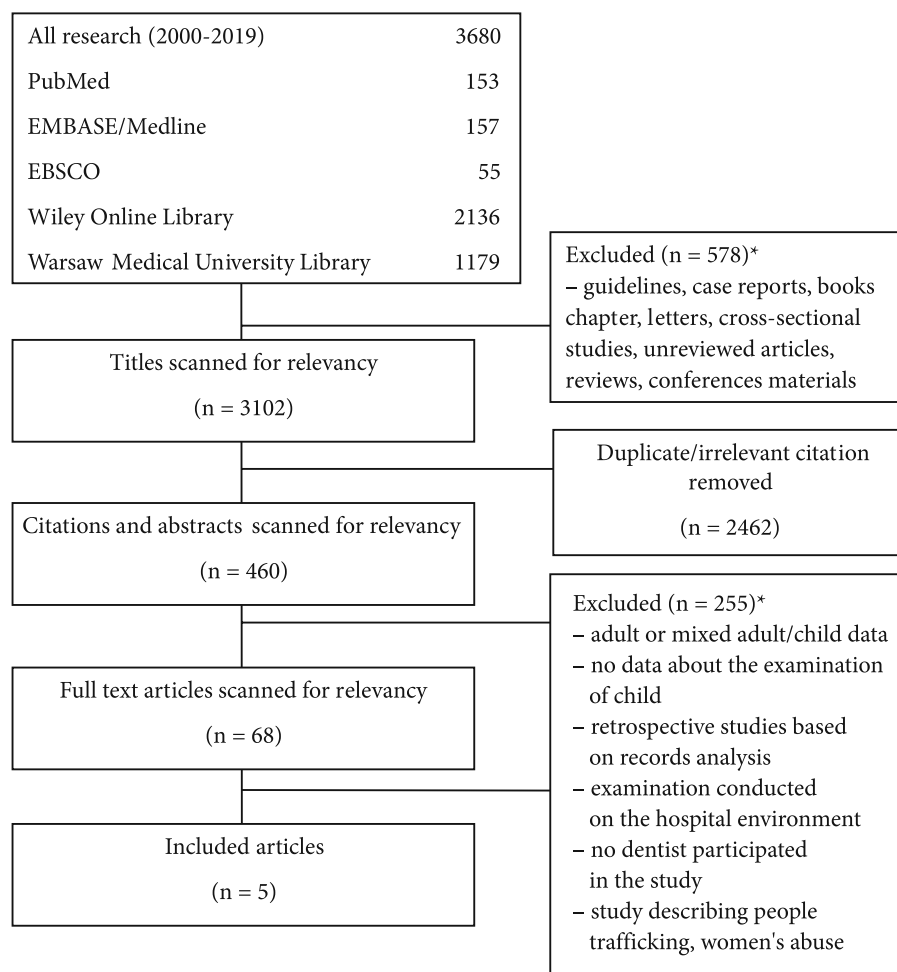 All research (2000-2019) 3680
PubMed 153
EMBASE/Medline 157
EBSCO 55
Wiley Online Library 2136
Warsaw Medical University Library 1179
Excluded (n = 578)*
– guidelines, case reports, books
chapter, letters, cross-sectional
studies, unreviewed articles,
reviews, conferences materials
Titles scanned for relevancy
(n = 3102)
Duplicate/irrelevant citation
removed
(n = 2462)
Citations and abstracts scanned for relevancy
(n = 460)
Excluded (n = 255)*
– adult or mixed adult/child data
– no data about the examination
of child
– retrospective studies based
on records analysis
– examination conducted
on the hospital environment
– no dentist participated
in the study
– study describing people
trafficking, women's abuse
Full text articles scanned for relevancy
(n = 68)
Included articles
(n = 5)